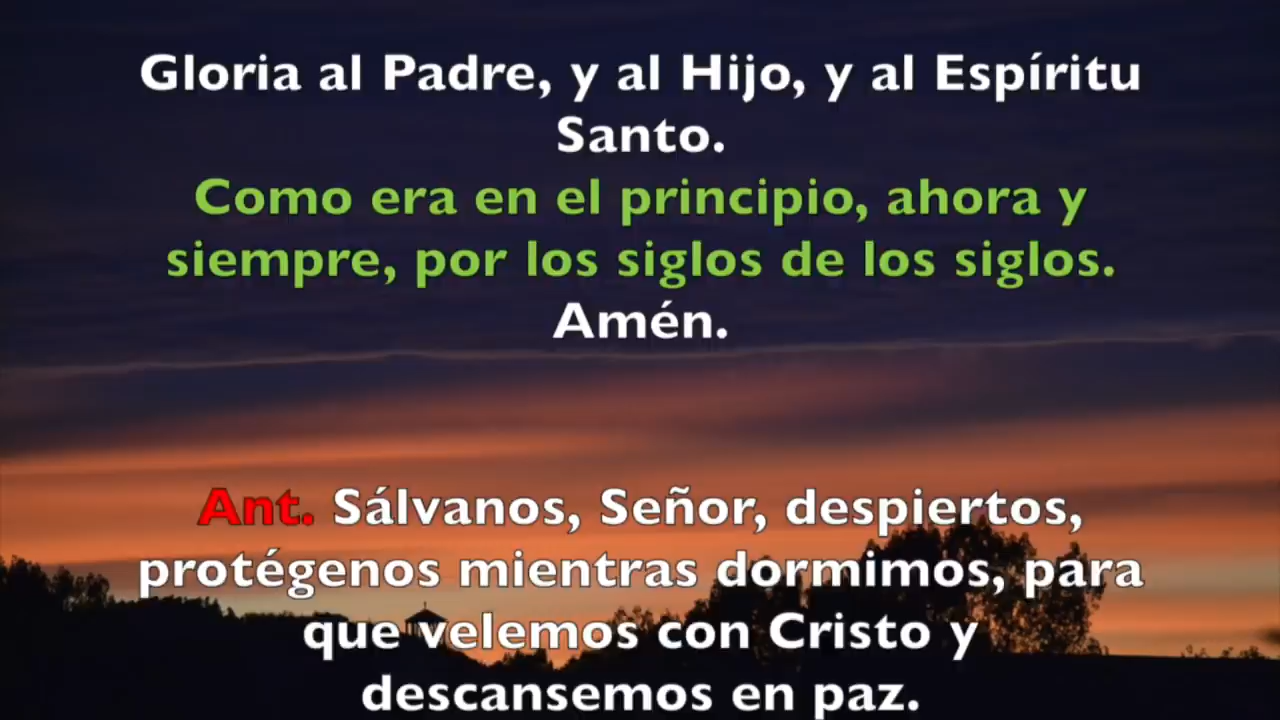 Gloria al Padre, y al Hijo, y al Espíritu
Santo.
Como era en el principio, ahora y
siempre, por los siglos de los siglos.
Amén.
Ant. Sálvanos, Señor, despiertos,
protégenos mientras dormimos, para
que velemos con Cristo y
descansemos en paz.